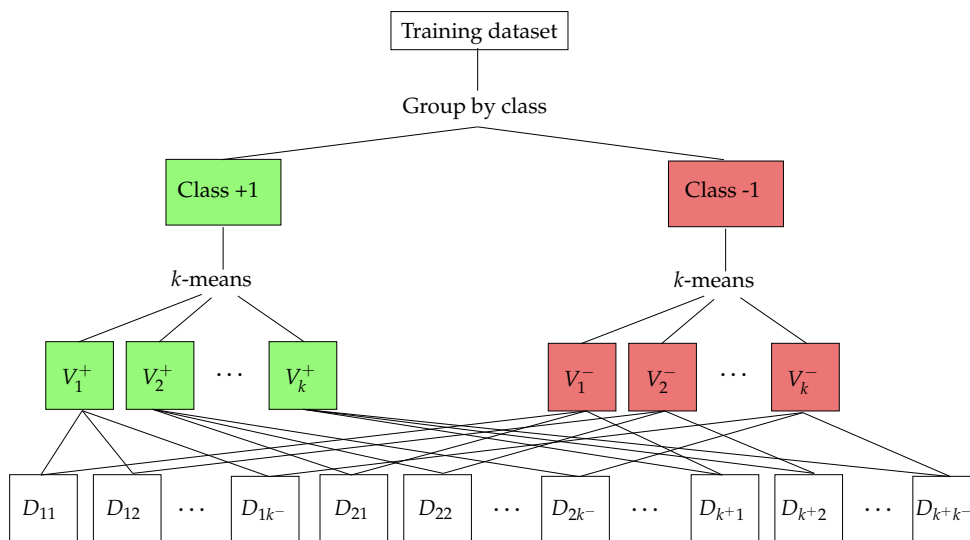 Training dataset
Group by class
Class +1 Class -1
k-means k-means
V₁⁺ V₂⁺ ⋯ Vₖ⁺ V₁⁻ V₂⁻ ⋯ Vₖ⁻
D₁₁ D₁₂ ⋯ D₁ₖ⁻ D₂₁ D₂₂ ⋯ D₂ₖ⁻ ⋯ Dₖ⁺₁ Dₖ⁺₂ ⋯ Dₖ⁺ₖ⁻